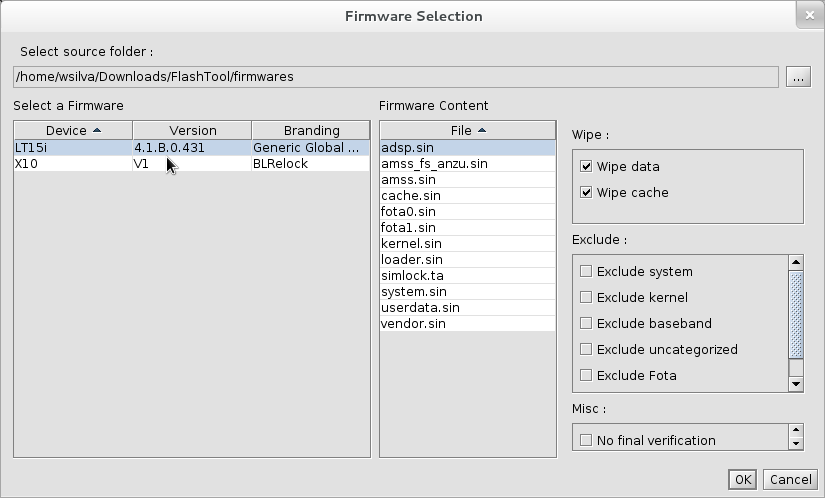 Firmware Selection
Select source folder :
/home/wsilva/Downloads/FlashTool/firmwares
...
Select a Firmware
Device Version Branding
LT15i 4.1.B.0.431 Generic Global ...
X10 V1 BLRelock
Firmware Content
File
adsp.sin
amss_fs_anzu.sin
amss.sin
cache.sin
fota0.sin
fota1.sin
kernel.sin
loader.sin
simlock.ta
system.sin
userdata.sin
vendor.sin
Wipe :
Wipe data
Wipe cache
Exclude :
Exclude system
Exclude kernel
Exclude baseband
Exclude uncategorized
Exclude Fota
Misc :
No final verification
OK Cancel